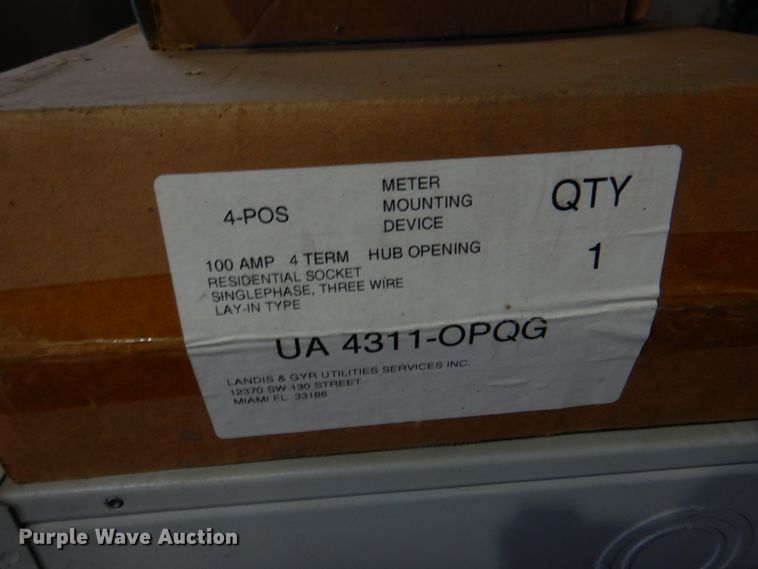 4-POS
METER
MOUNTING
DEVICE
QTY
100 AMP 4 TERM HUB OPENING
1
RESIDENTIAL SOCKET
SINGLEPHASE, THREE WIRE
LAY-IN TYPE
UA 4311-OPQG
LANDIS & GYR UTILITIES SERVICES INC.
12370 SW 130 STREET
MIAMI FL 33186
Purple Wave Auction